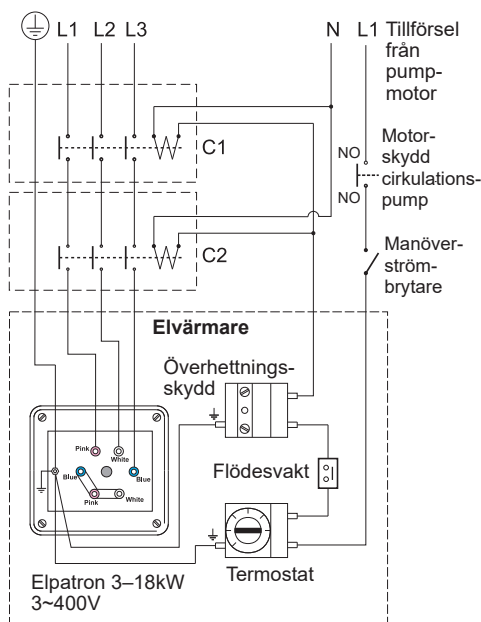 L1 L2 L3
N L1 Tillförsel
från
pump-
motor
C1
NO
NO
Motor-
skydd
cirkulations-
pump
C2
Manöver-
ström-
brytare
Elvärmare
Överhettnings-
skydd
Pink
White
Blue
Blue
Pink
White
Flödesvakt
Termostat
Elpatron 3–18kW
3~400V